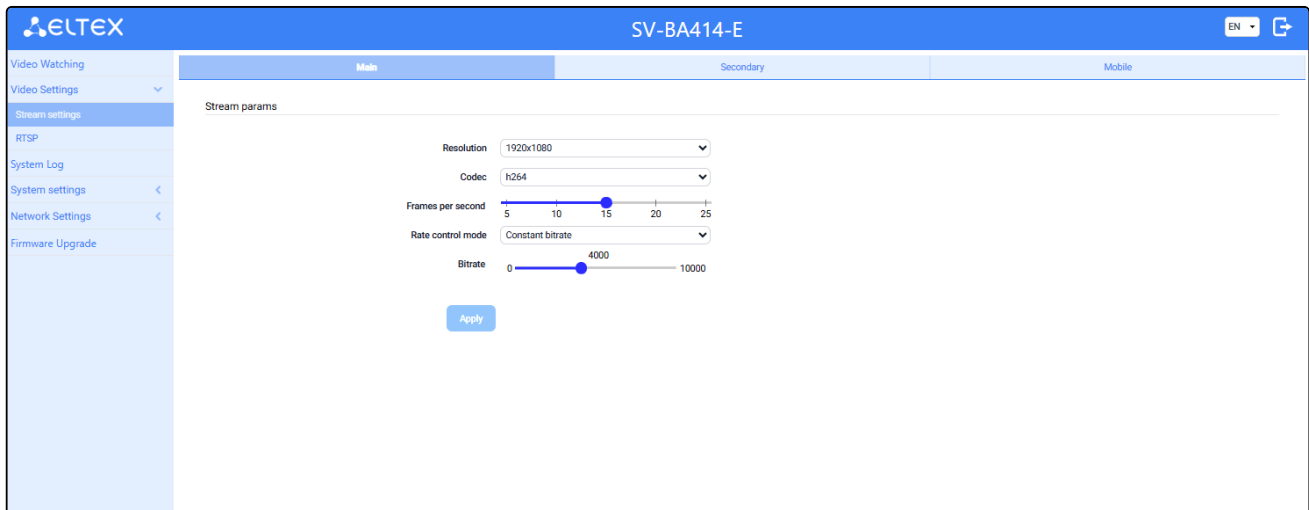 ELTEX
SV-BA414-E
EN
Video Watching
Video Settings
Stream settings
RTSP
System Log
System settings
Network Settings
Firmware Upgrade
Main Secondary Mobile
Stream params
Resolution 1920x1080
Codec h264
Frames per second
5 10 15 20 25
Rate control mode Constant bitrate
4000
Bitrate 0 10000
Apply